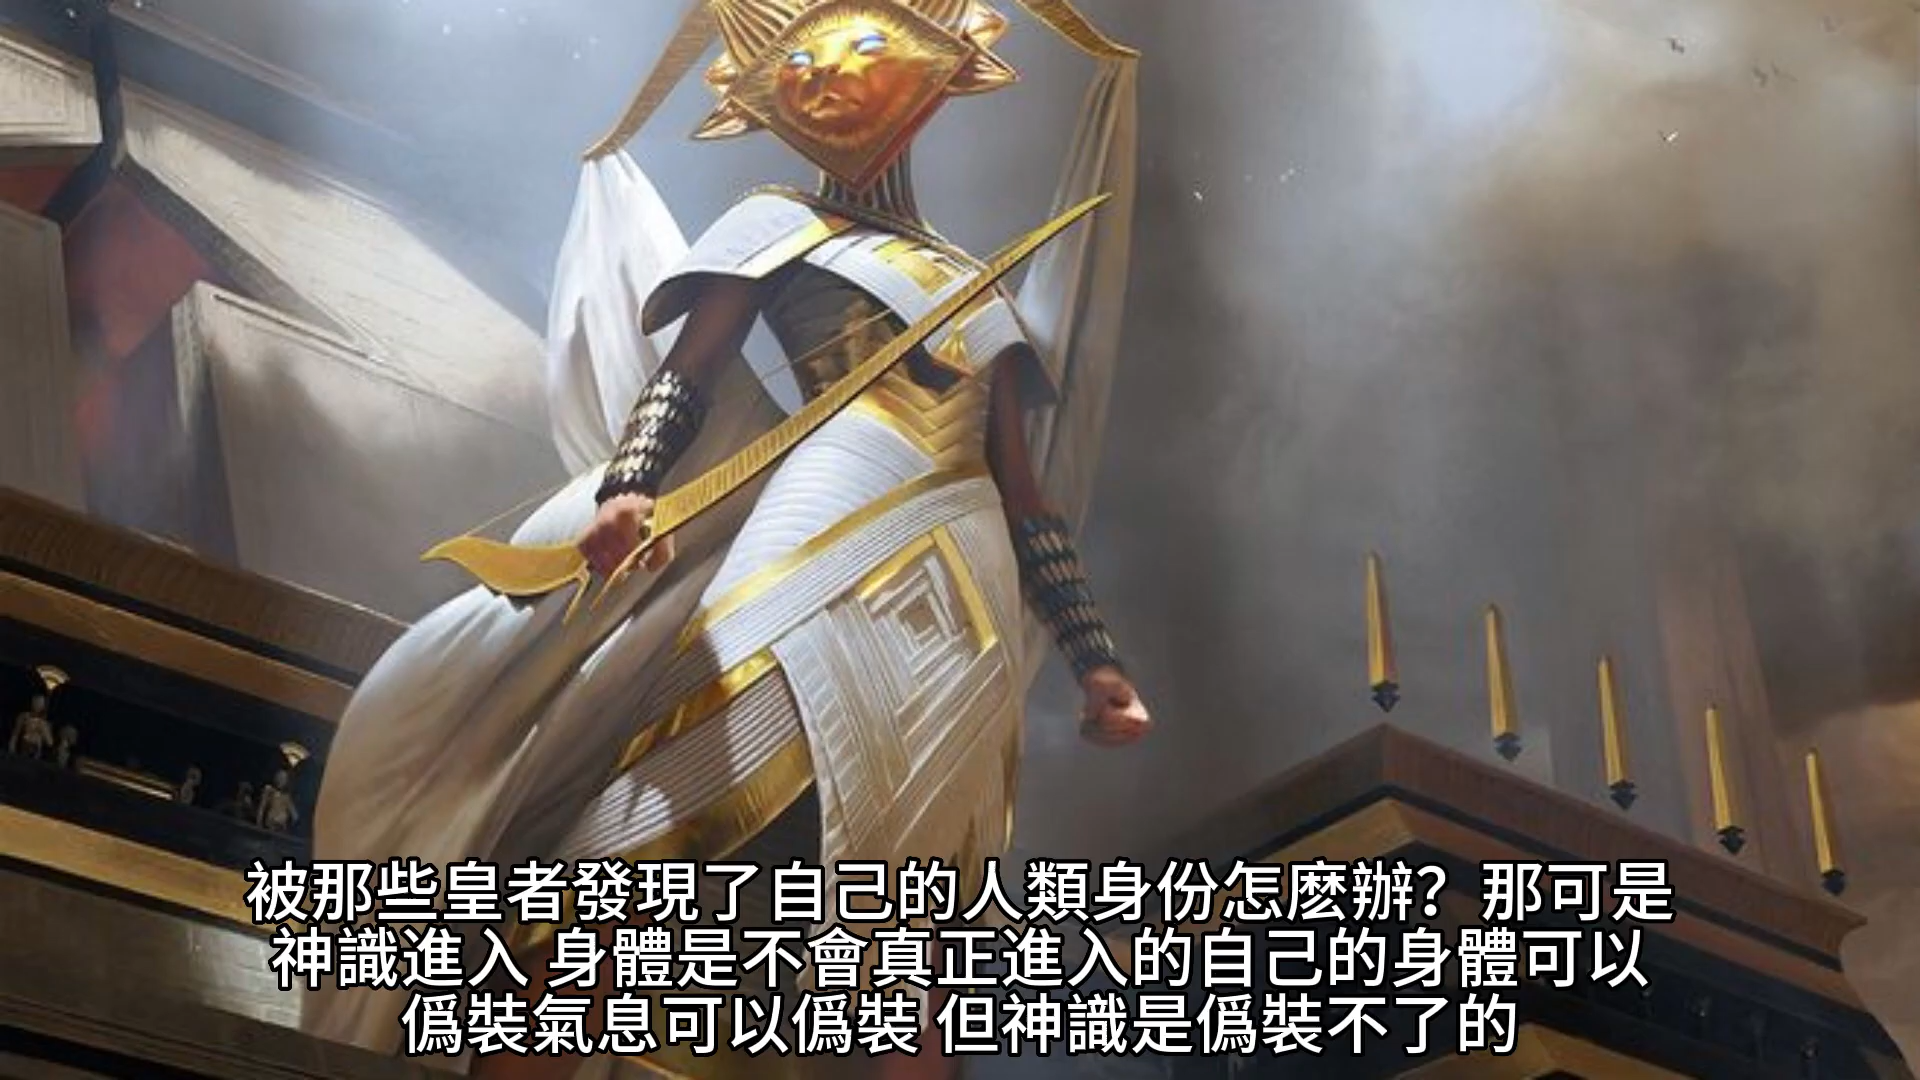 被那些皇者發現了自己的人類身份怎麽辦？那可是
神識進入 身體是不會真正進入的自己的身體可以
僞裝氣息可以僞裝 但神識是僞裝不了的